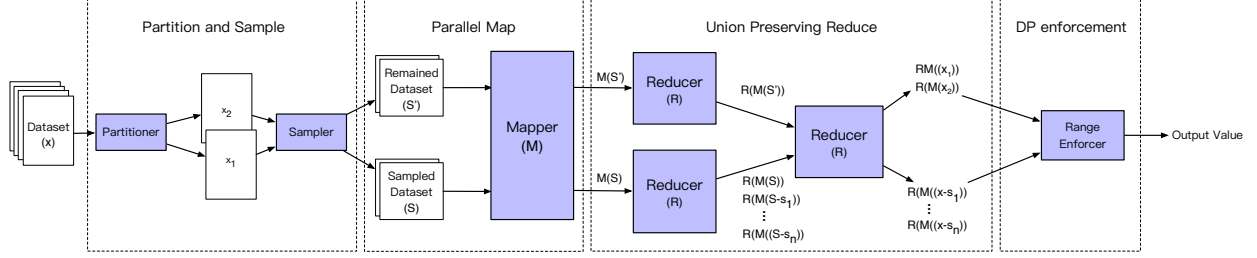 Partition and Sample
Parallel Map
Union Preserving Reduce
DP enforcement
Dataset
(x)
Partitioner
x2
x1
Sampler
Remained
Dataset
(S')
Sampled
Dataset
(S)
Mapper
(M)
M(S')
M(S)
Reducer
(R)
Reducer
(R)
R(M(S'))
R(M(S))
R(M(S-s1))
R(M((S-sn))
Reducer
(R)
RM((x1))
R(M(x2))
R(M((x-s1)
R(M((x-sn))
Range
Enforcer
Output Value